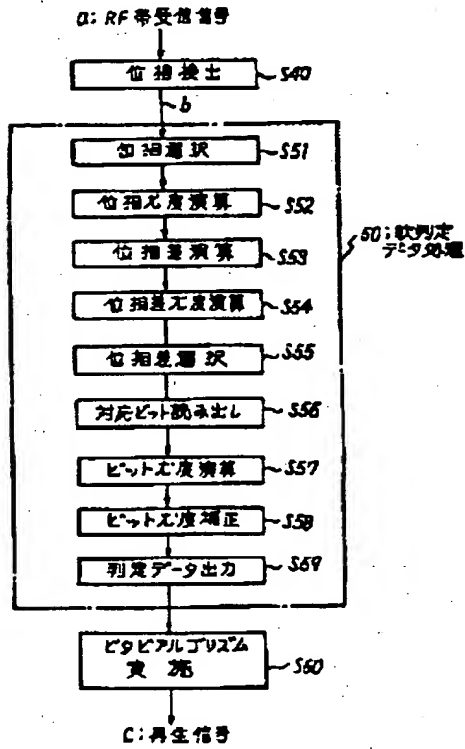 a:RF帯受信信号
位相検出
S40
b
位相選択
S51
位相尤度演算
S52
位相差演算
S53
位相差尤度演算
S54
位相差選択
S55
対応ビット読み出し
S56
ビット尤度演算
S57
ビット尤度補正
S58
判定データ出力
S59
50;軟判定
データ処理
ビタビアルゴリズム
実施
S60
C:再生信号